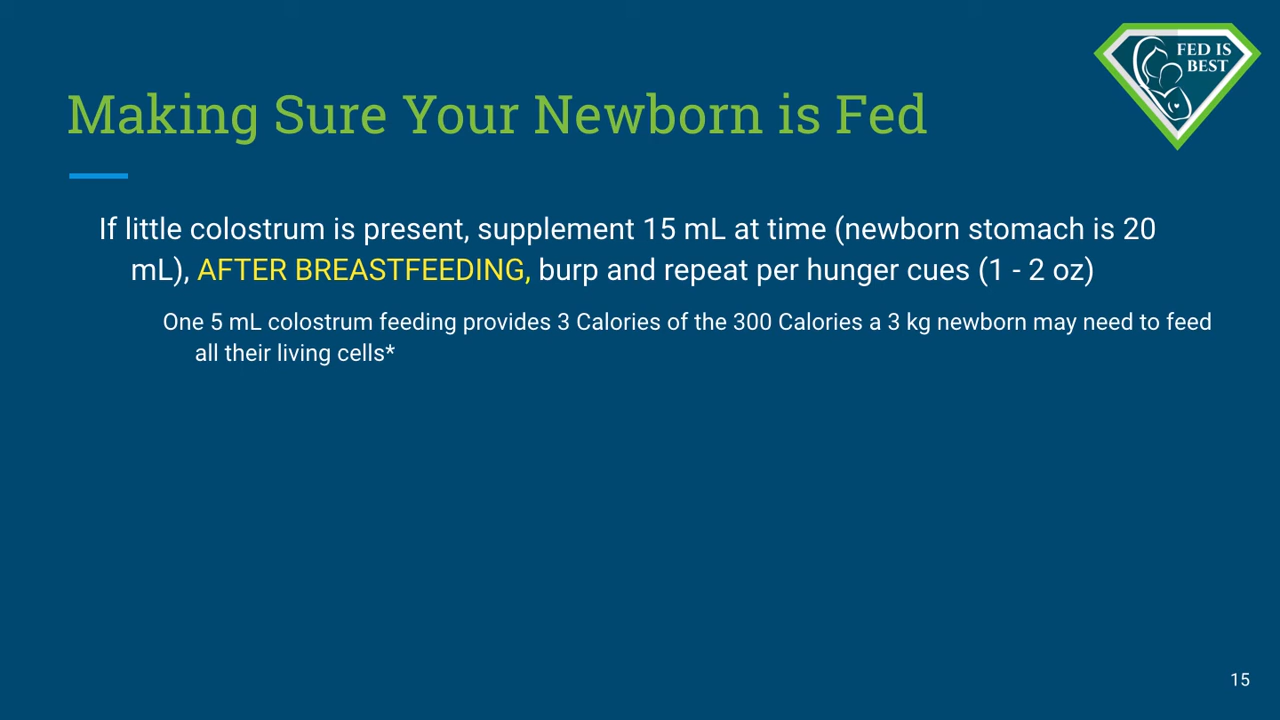 FED IS
BEST
Making Sure Your Newborn is Fed
If little colostrum is present, supplement 15 mL at time (newborn stomach is 20
mL), AFTER BREASTFEEDING, burp and repeat per hunger cues (1 - 2 oz)
One 5 mL colostrum feeding provides 3 Calories of the 300 Calories a 3 kg newborn may need to feed
all their living cells*
15